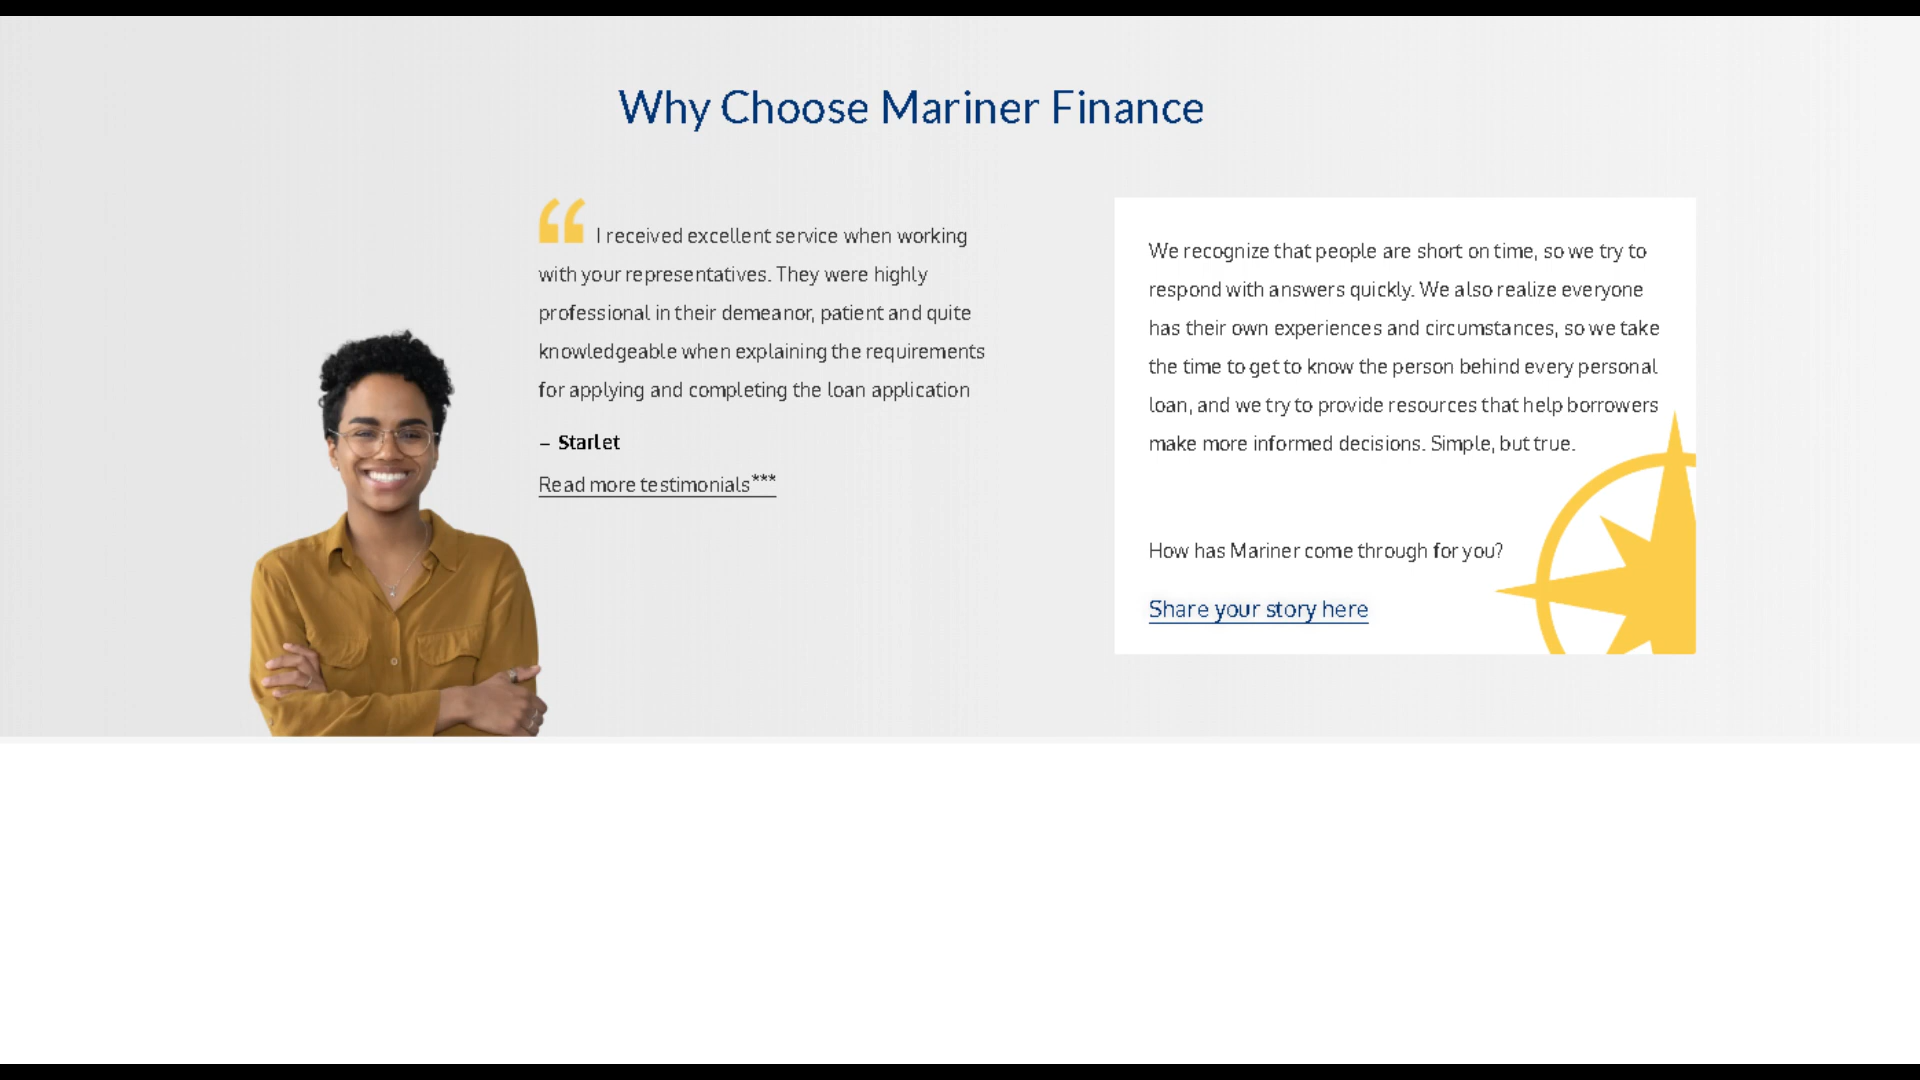 Why Choose Mariner Finance
I received excellent service when working
with your representatives. They were highly
professional in their demeanor, patient and quite
knowledgeable when explaining the requirements
for applying and completing the loan application
– Starlet
Read more testimonials***
We recognize that people are short on time, so we try to
respond with answers quickly. We also realize everyone
has their own experiences and circumstances, so we take
the time to get to know the person behind every personal
loan, and we try to provide resources that help borrowers
make more informed decisions. Simple, but true.
How has Mariner come through for you?
Share your story here